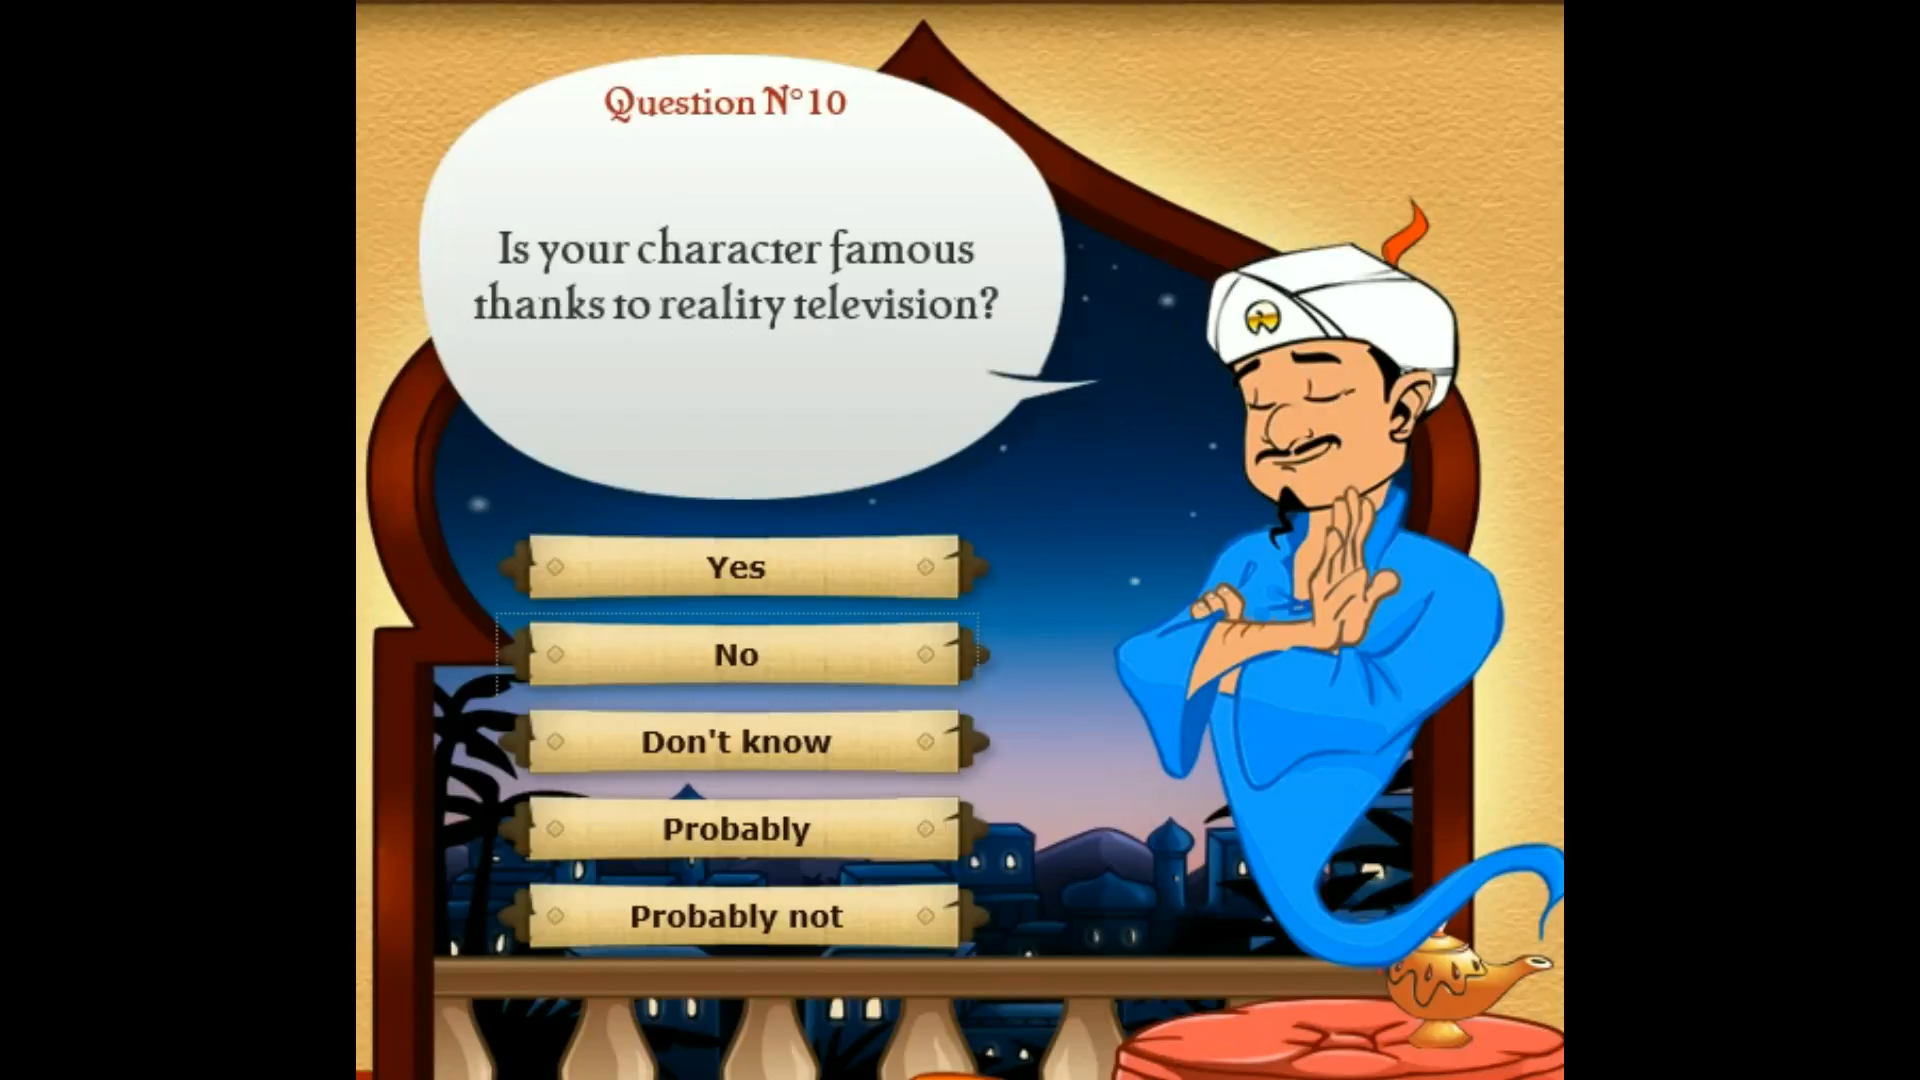 Question N°10
Is your character famous
thanks to reality television?
Yes
No
Don't know
Probably
Probably not